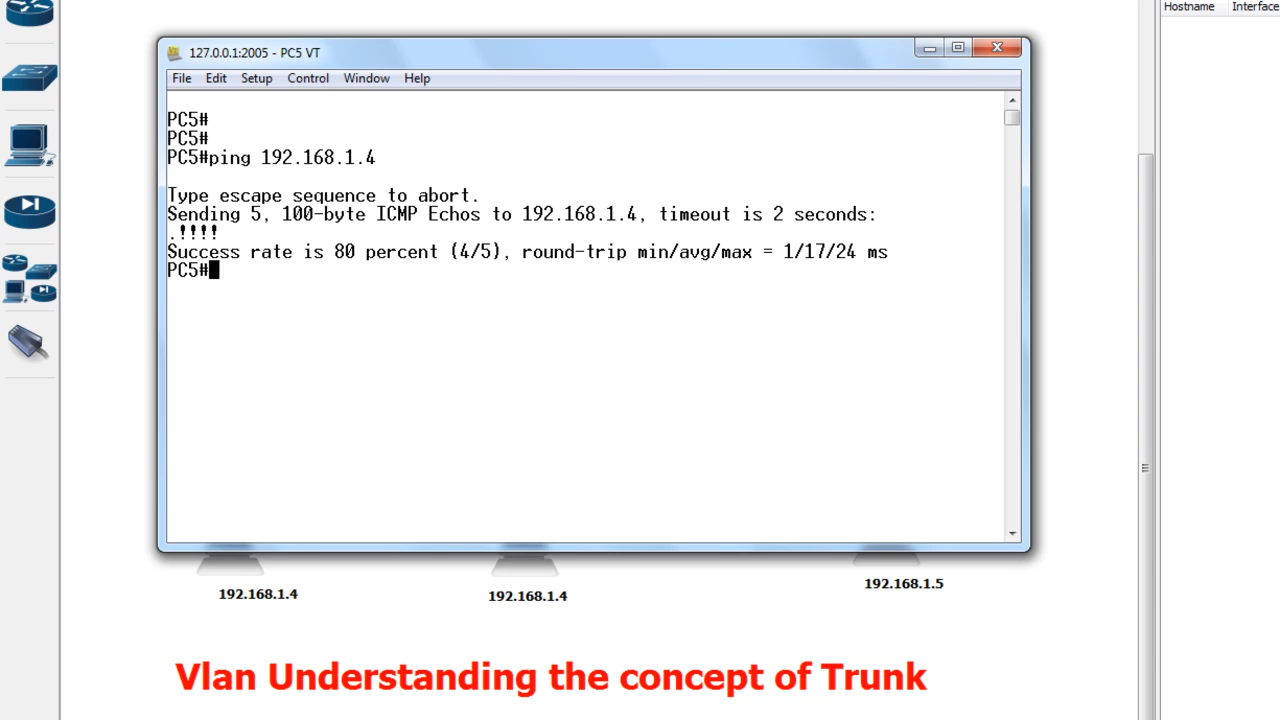 Hostname Interface
127.0.0.1:2005 - PC5 VT
File Edit Setup Control Window Help
PC5#
PC5#
PC5#ping 192.168.1.4
Type escape sequence to abort.
Sending 5, 100-byte ICMP Echos to 192.168.1.4, timeout is 2 seconds:
.!!!!
Success rate is 80 percent (4/5), round-trip min/avg/max = 1/17/24 ms
PC5#
192.168.1.4
192.168.1.4
192.168.1.5
Vlan Understanding the concept of Trunk